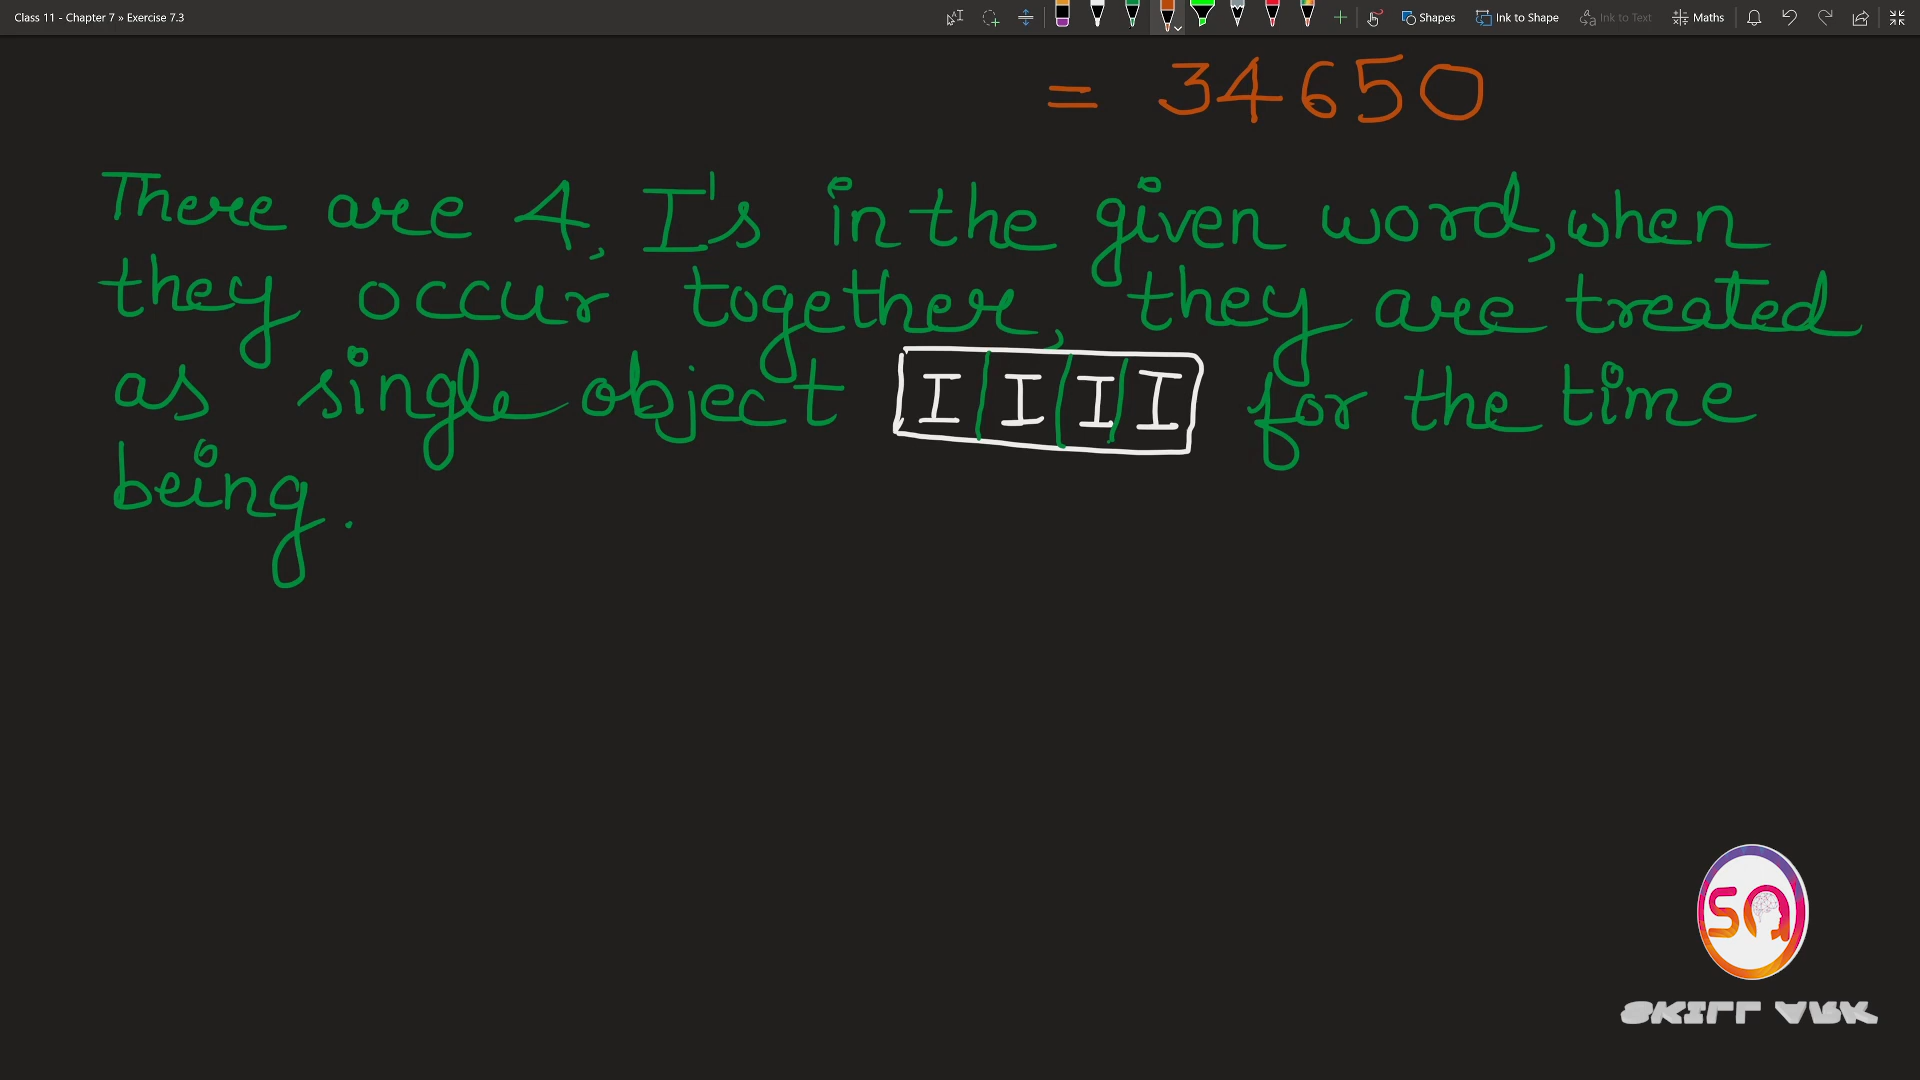 Class 11 - Chapter 7 » Exercise 7.3
Shapes Ink to Shape Ink to Text Maths
= 34650
There are 4, I's in the given word, when
they occur together, they are treated
as single object I I I I for the time
being.